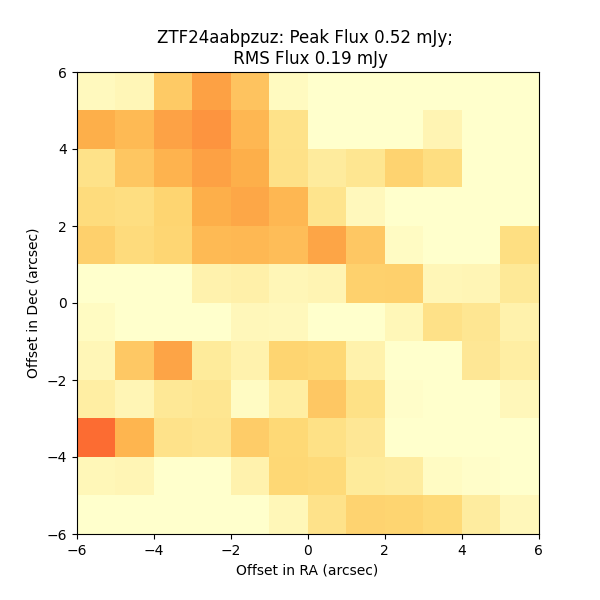 ZTF24aabpzuz: Peak Flux 0.52 mJy;
RMS Flux 0.19 mJy
6
4
2
0
−2
−4
−6
Offset in Dec (arcsec)
−6 −4 −2 0 2 4 6
Offset in RA (arcsec)